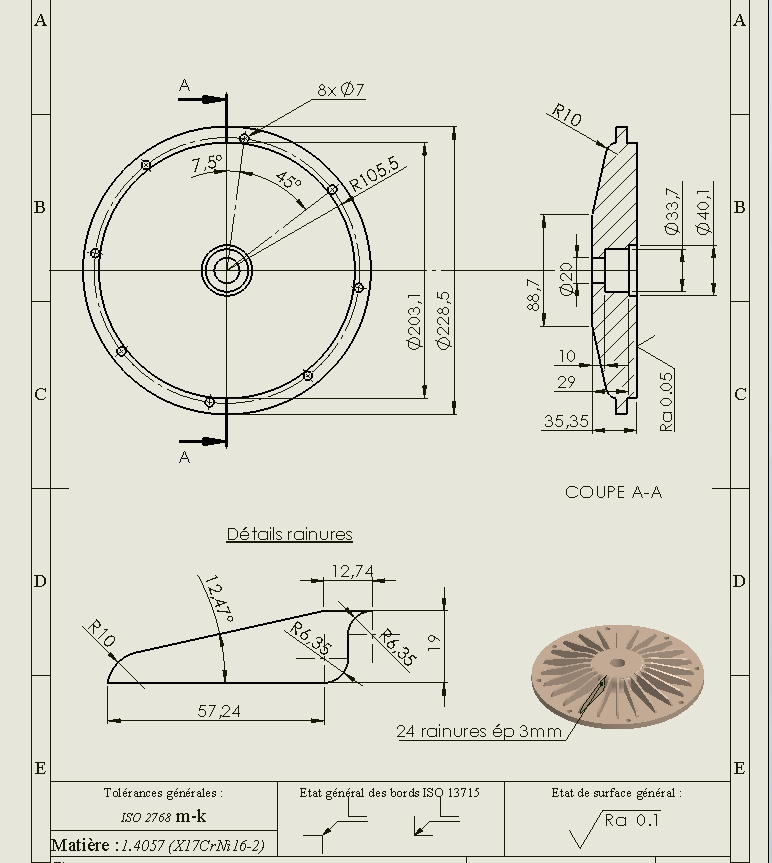 A
A
A
8x Ø7
R10
7,5°
45°
R105,5
B
B
Ø33,7
Ø40,1
Ø20
88,7
Ø203,1
Ø228,5
10
29
35,35
Ra 0.05
C
C
A
COUPE A-A
Détails rainures
D
D
12,74
12,47°
R10
R6,35
R6,35
19
57,24
24 rainures ép 3mm
E
E
Tolérances générales :
ISO 2768 m-k
Matière : 1.4057 (X17CrNi16-2)
Etat général des bords ISO 13715
Etat de surface général :
Ra 0.1